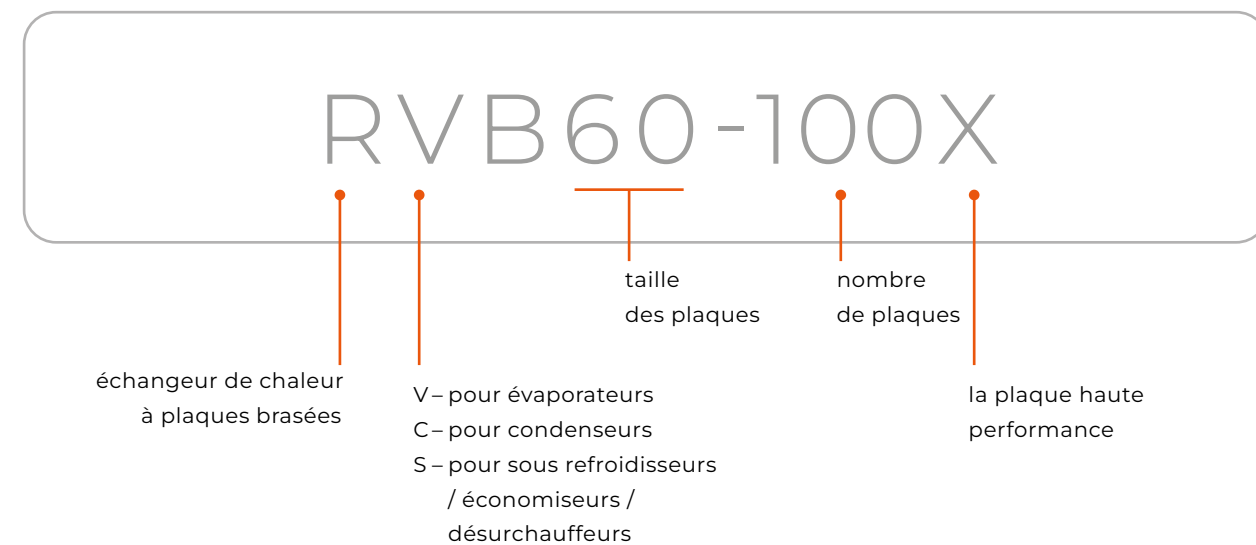 RVB60-100X
taille
des plaques
nombre
de plaques
échangeur de chaleur
à plaques brasées
V – pour évaporateurs
C – pour condenseurs
S – pour sous refroidisseurs
/ économiseurs /
désurchauffeurs
la plaque haute
performance